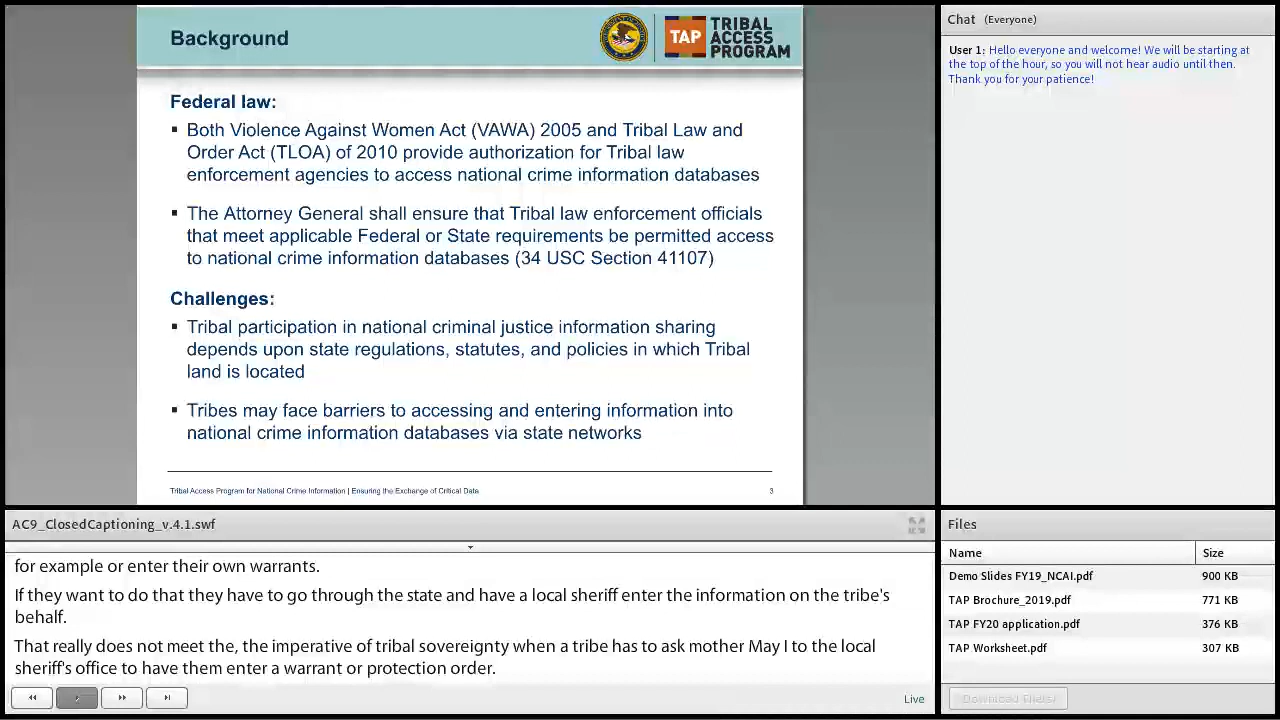 Background
TAP
TRIBAL
ACCESS
PROGRAM
Federal law:
▪ Both Violence Against Women Act (VAWA) 2005 and Tribal Law and
Order Act (TLOA) of 2010 provide authorization for Tribal law
enforcement agencies to access national crime information databases
▪ The Attorney General shall ensure that Tribal law enforcement officials
that meet applicable Federal or State requirements be permitted access
to national crime information databases (34 USC Section 41107)
Challenges:
▪ Tribal participation in national criminal justice information sharing
depends upon state regulations, statutes, and policies in which Tribal
land is located
▪ Tribes may face barriers to accessing and entering information into
national crime information databases via state networks
Tribal Access Program for National Crime Information | Ensuring the Exchange of Critical Data
3
AC9_ClosedCaptioning_v.4.1.swf
for example or enter their own warrants.
If they want to do that they have to go through the state and have a local sheriff enter the information on the tribe's
behalf.
That really does not meet the, the imperative of tribal sovereignty when a tribe has to ask mother May I to the local
sheriff's office to have them enter a warrant or protection order.
Live
Chat (Everyone)
User 1: Hello everyone and welcome! We will be starting at
the top of the hour, so you will not hear audio until then.
Thank you for your patience!
Files
Name Size
Demo Slides FY19_NCAI.pdf 900 KB
TAP Brochure_2019.pdf 771 KB
TAP FY20 application.pdf 376 KB
TAP Worksheet.pdf 307 KB
Download File(s)